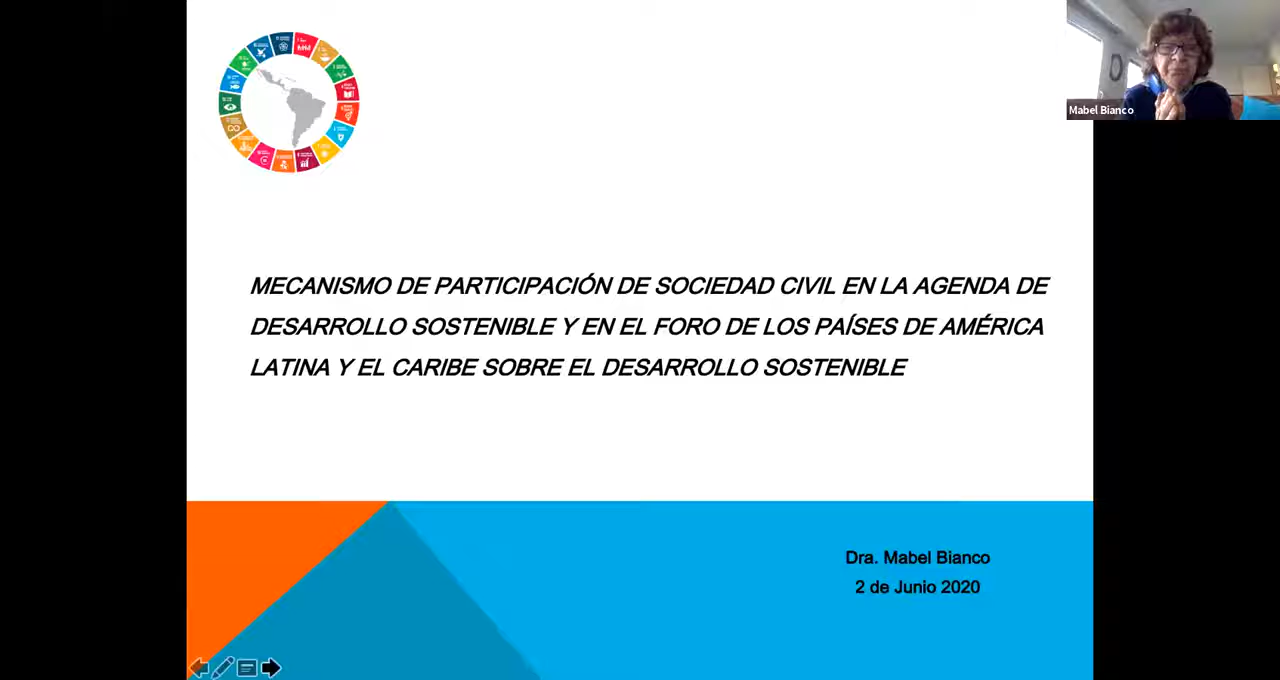 Mabel Bianco
MECANISMO DE PARTICIPACIÓN DE SOCIEDAD CIVIL EN LA AGENDA DE
DESARROLLO SOSTENIBLE Y EN EL FORO DE LOS PAÍSES DE AMÉRICA
LATINA Y EL CARIBE SOBRE EL DESARROLLO SOSTENIBLE
Dra. Mabel Bianco
2 de Junio 2020